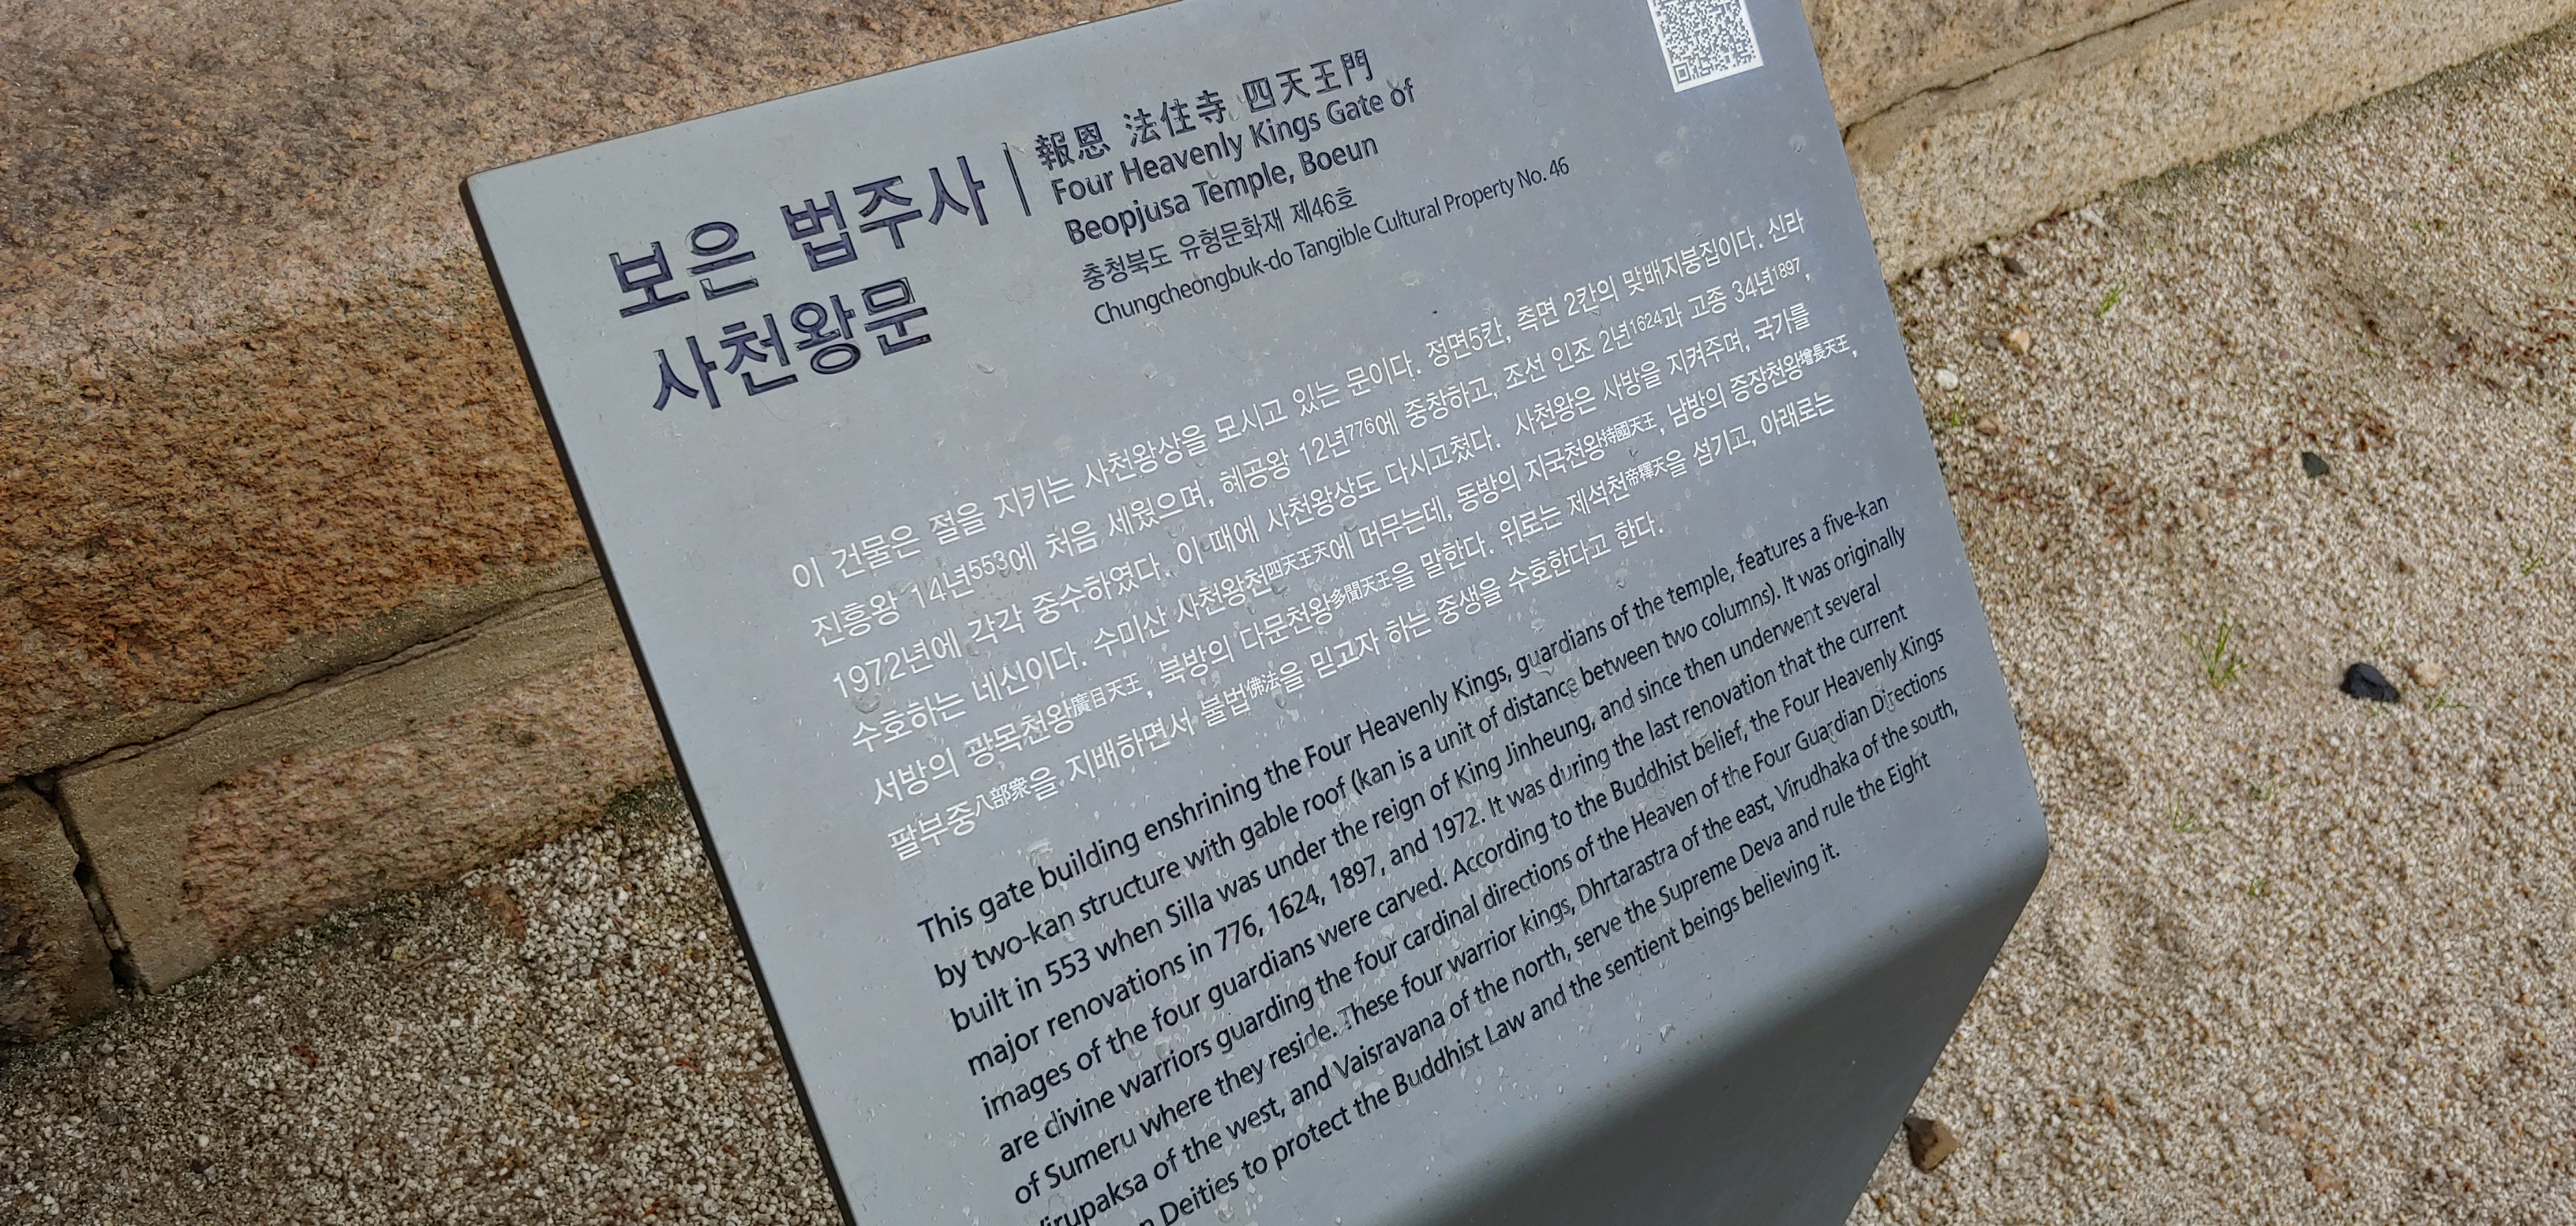 보은 법주사
사천왕문
報恩 法住寺 四天王門
Four Heavenly Kings Gate of
Beopjusa Temple, Boeun
충청북도 유형문화재 제46호
Chungcheongbuk-do Tangible Cultural Property No. 46
이 건물은 절을 지키는 사천왕상을 모시고 있는 문이다. 정면5칸, 측면 2칸의 맞배지붕집이다. 신라
진흥왕 14년553에 처음 세웠으며, 혜공왕 12년776에 중창하고, 조선 인조 2년1624과 고종 34년1897,
1972년에 각각 중수하였다. 이 때에 사천왕상도 다시고쳤다. 사천왕은 사방을 지켜주며, 국가를
수호하는 네신이다. 수미산 사천왕천四天王天에 머무는데, 동방의 지국천왕持國天王, 남방의 증장천왕增長天王,
서방의 광목천왕廣目天王, 북방의 다문천왕多聞天王을 말한다. 위로는 제석천帝釋天을 섬기고, 아래로는
팔부중八部衆을 지배하면서 불법佛法을 믿고자 하는 중생을 수호한다고 한다.
This gate building enshrining the Four Heavenly Kings, guardians of the temple, features a five-kan
by two-kan structure with gable roof (kan is a unit of distance between two columns). It was originally
built in 553 when Silla was under the reign of King Jinheung, and since then underwent several
major renovations in 776, 1624, 1897, and 1972. It was during the last renovation that the current
images of the four guardians were carved. According to the Buddhist belief, the Four Heavenly Kings
are divine warriors guarding the four cardinal directions of the Heaven of the Four Guardian Directions
of Sumeru where they reside. These four warrior kings, Dhrtarastra of the east, Virudhaka of the south,
irupaksa of the west, and Vaisravana of the north, serve the Supreme Deva and rule the Eight
Deities to protect the Buddhist Law and the sentient beings believing it.